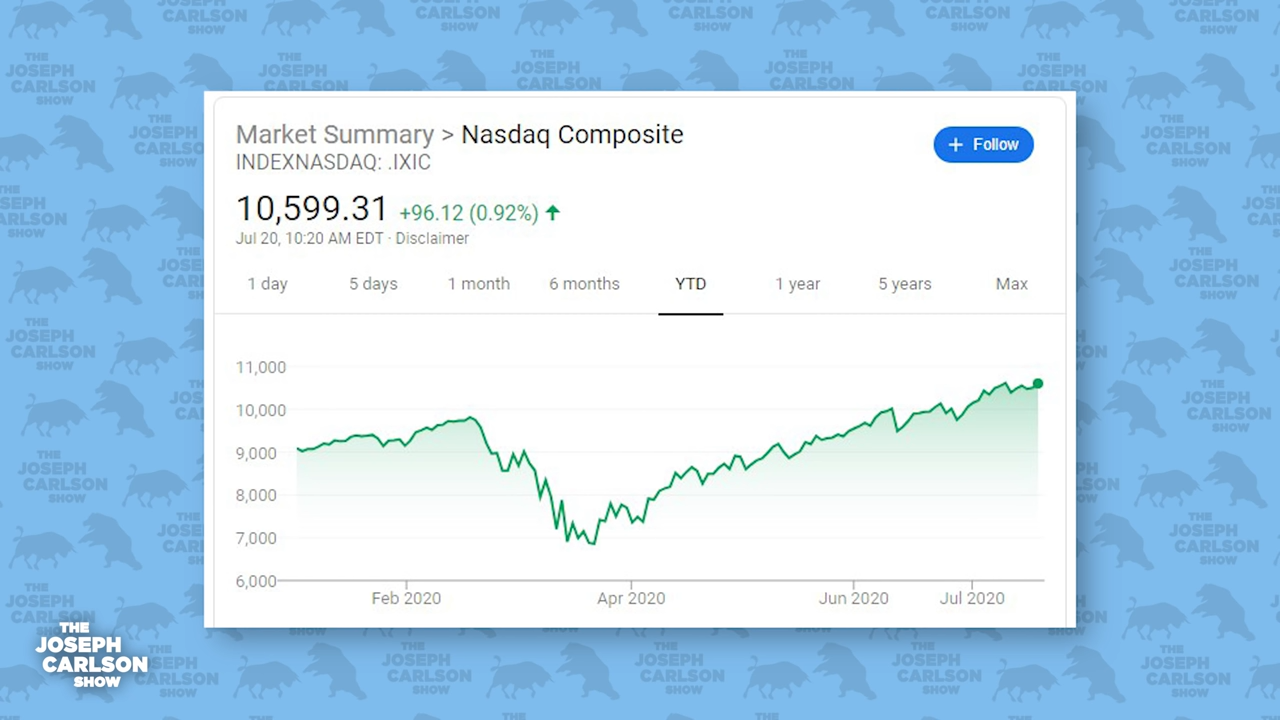 Market Summary > Nasdaq Composite
INDEXNASDAQ: .IXIC
+ Follow
10,599.31 +96.12 (0.92%)
Jul 20, 10:20 AM EDT · Disclaimer
1 day 5 days 1 month 6 months YTD 1 year 5 years Max
11,000
10,000
9,000
8,000
7,000
6,000
Feb 2020 Apr 2020 Jun 2020 Jul 2020
THE
JOSEPH
CARLSON
SHOW